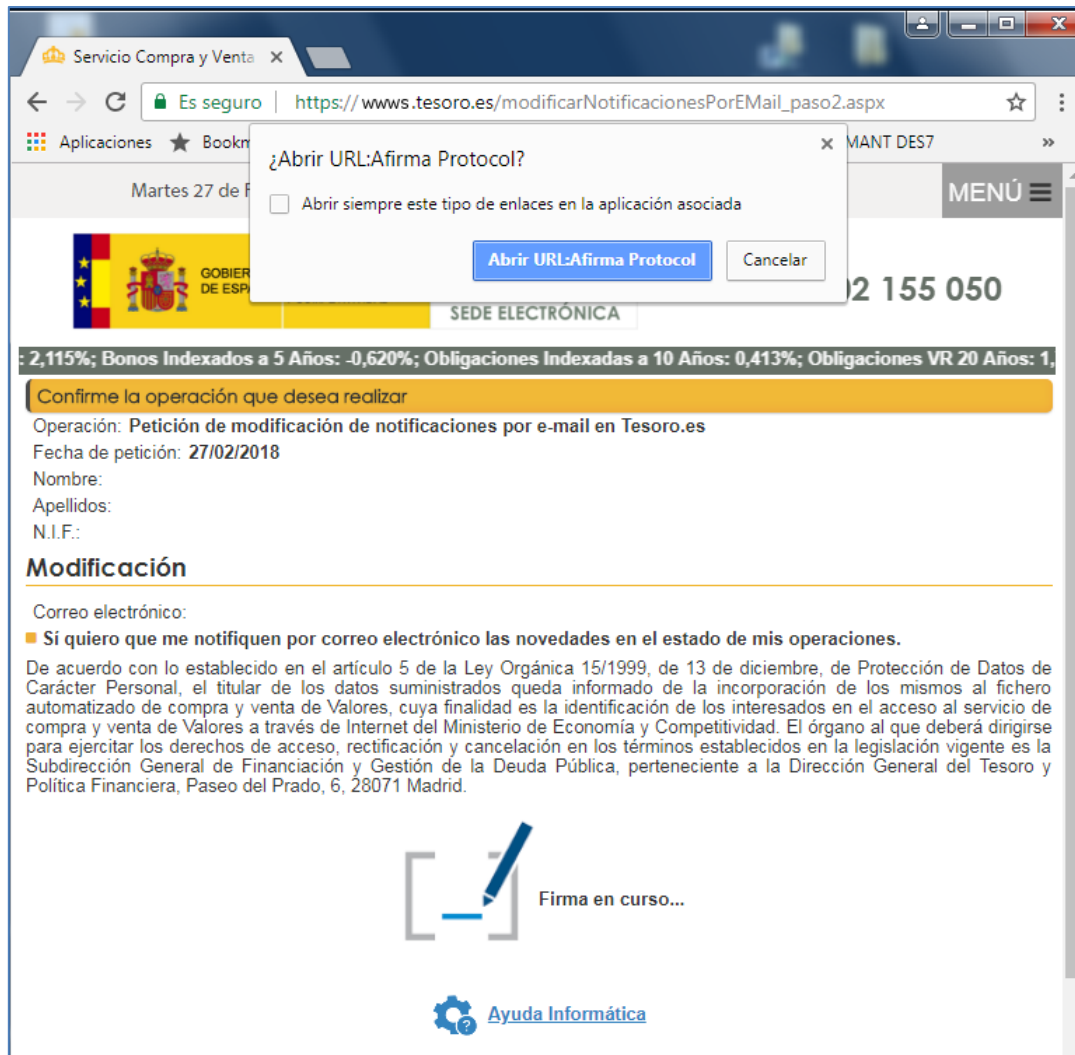 Servicio Compra y Venta
Es seguro | https://wwws.tesoro.es/modificarNotificacionesPorEMail_paso2.aspx
Aplicaciones Bookm MANT DES7 »
¿Abrir URL:Afirma Protocol?
Abrir siempre este tipo de enlaces en la aplicación asociada
Abrir URL:Afirma Protocol Cancelar
Martes 27 de F
MENÚ
GOBIER
DE ESPA
SEDE ELECTRÓNICA
02 155 050
: 2,115%; Bonos Indexados a 5 Años: -0,620%; Obligaciones Indexadas a 10 Años: 0,413%; Obligaciones VR 20 Años: 1,
Confirme la operación que desea realizar
Operación: Petición de modificación de notificaciones por e-mail en Tesoro.es
Fecha de petición: 27/02/2018
Nombre:
Apellidos:
N.I.F.:
Modificación
Correo electrónico:
Sí quiero que me notifiquen por correo electrónico las novedades en el estado de mis operaciones.
De acuerdo con lo establecido en el artículo 5 de la Ley Orgánica 15/1999, de 13 de diciembre, de Protección de Datos de
Carácter Personal, el titular de los datos suministrados queda informado de la incorporación de los mismos al fichero
automatizado de compra y venta de Valores, cuya finalidad es la identificación de los interesados en el acceso al servicio de
compra y venta de Valores a través de Internet del Ministerio de Economía y Competitividad. El órgano al que deberá dirigirse
para ejercitar los derechos de acceso, rectificación y cancelación en los términos establecidos en la legislación vigente es la
Subdirección General de Financiación y Gestión de la Deuda Pública, perteneciente a la Dirección General del Tesoro y
Política Financiera, Paseo del Prado, 6, 28071 Madrid.
Firma en curso...
Ayuda Informática